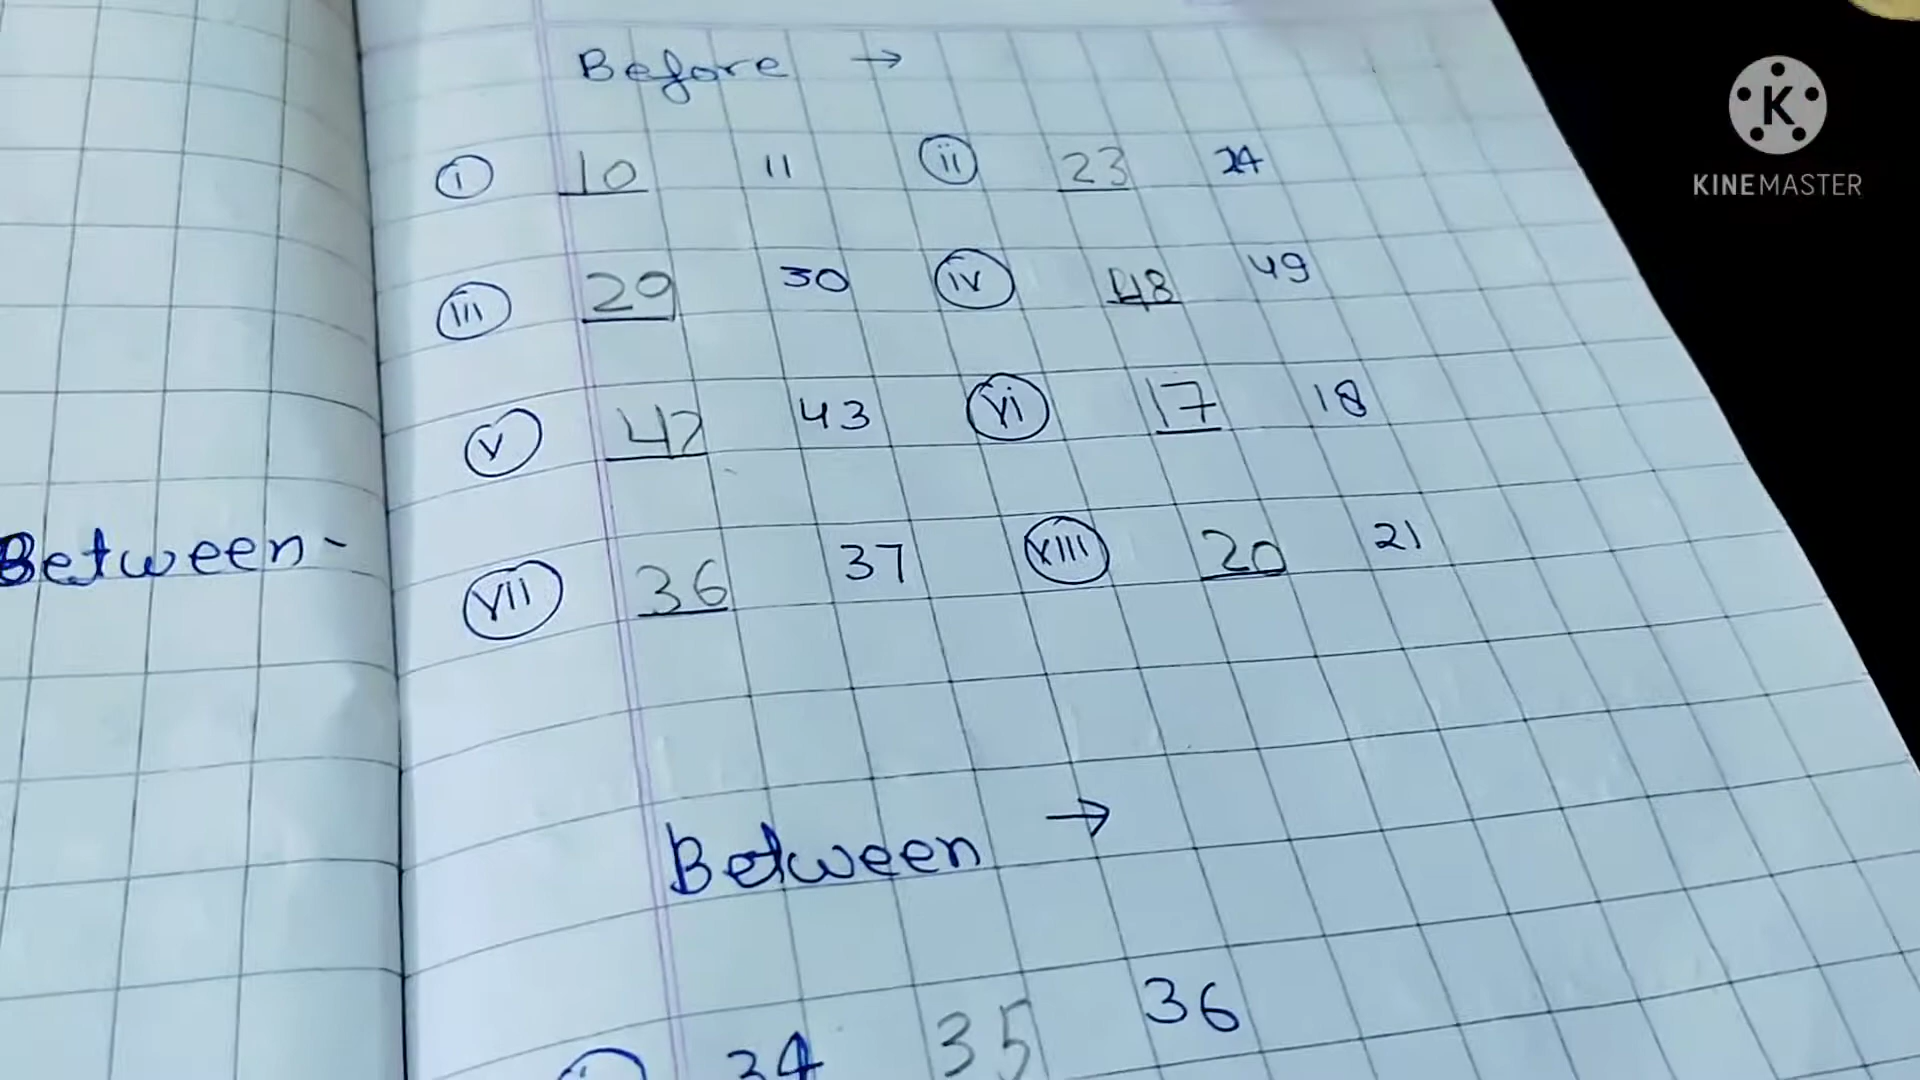 Before →
(i) 10 11 (ii) 23 24
(iii) 29 30 (iv) 48 49
(v) 42 43 (vi) 17 18
(vii) 36 37 (xiii) 20 21
Between -
Between →
(i) 34 35 36
K
KINEMASTER